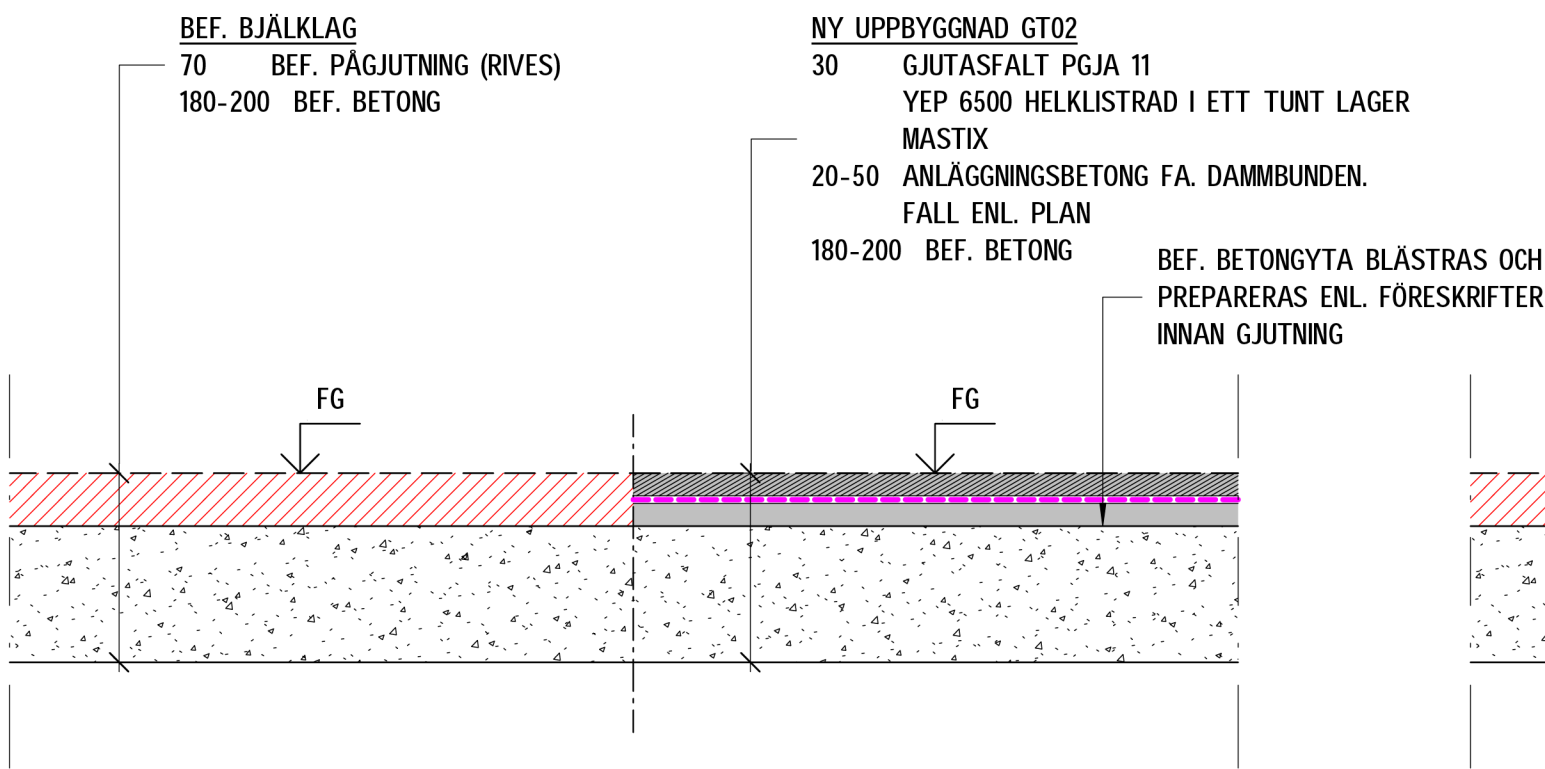 BEF. BJÄLKLAG
70 BEF. PÅGJUTNING (RIVES)
180-200 BEF. BETONG
NY UPPBYGGNAD GT02
30 GJUTASFALT PGJA 11
YEP 6500 HELKLISTRAD I ETT TUNT LAGER
MASTIX
20-50 ANLÄGGNINGSBETONG FA. DAMMBUNDEN.
FALL ENL. PLAN
180-200 BEF. BETONG
BEF. BETONGYTA BLÄSTRAS OCH
PREPARERAS ENL. FÖRESKRIFTER
INNAN GJUTNING
FG
FG